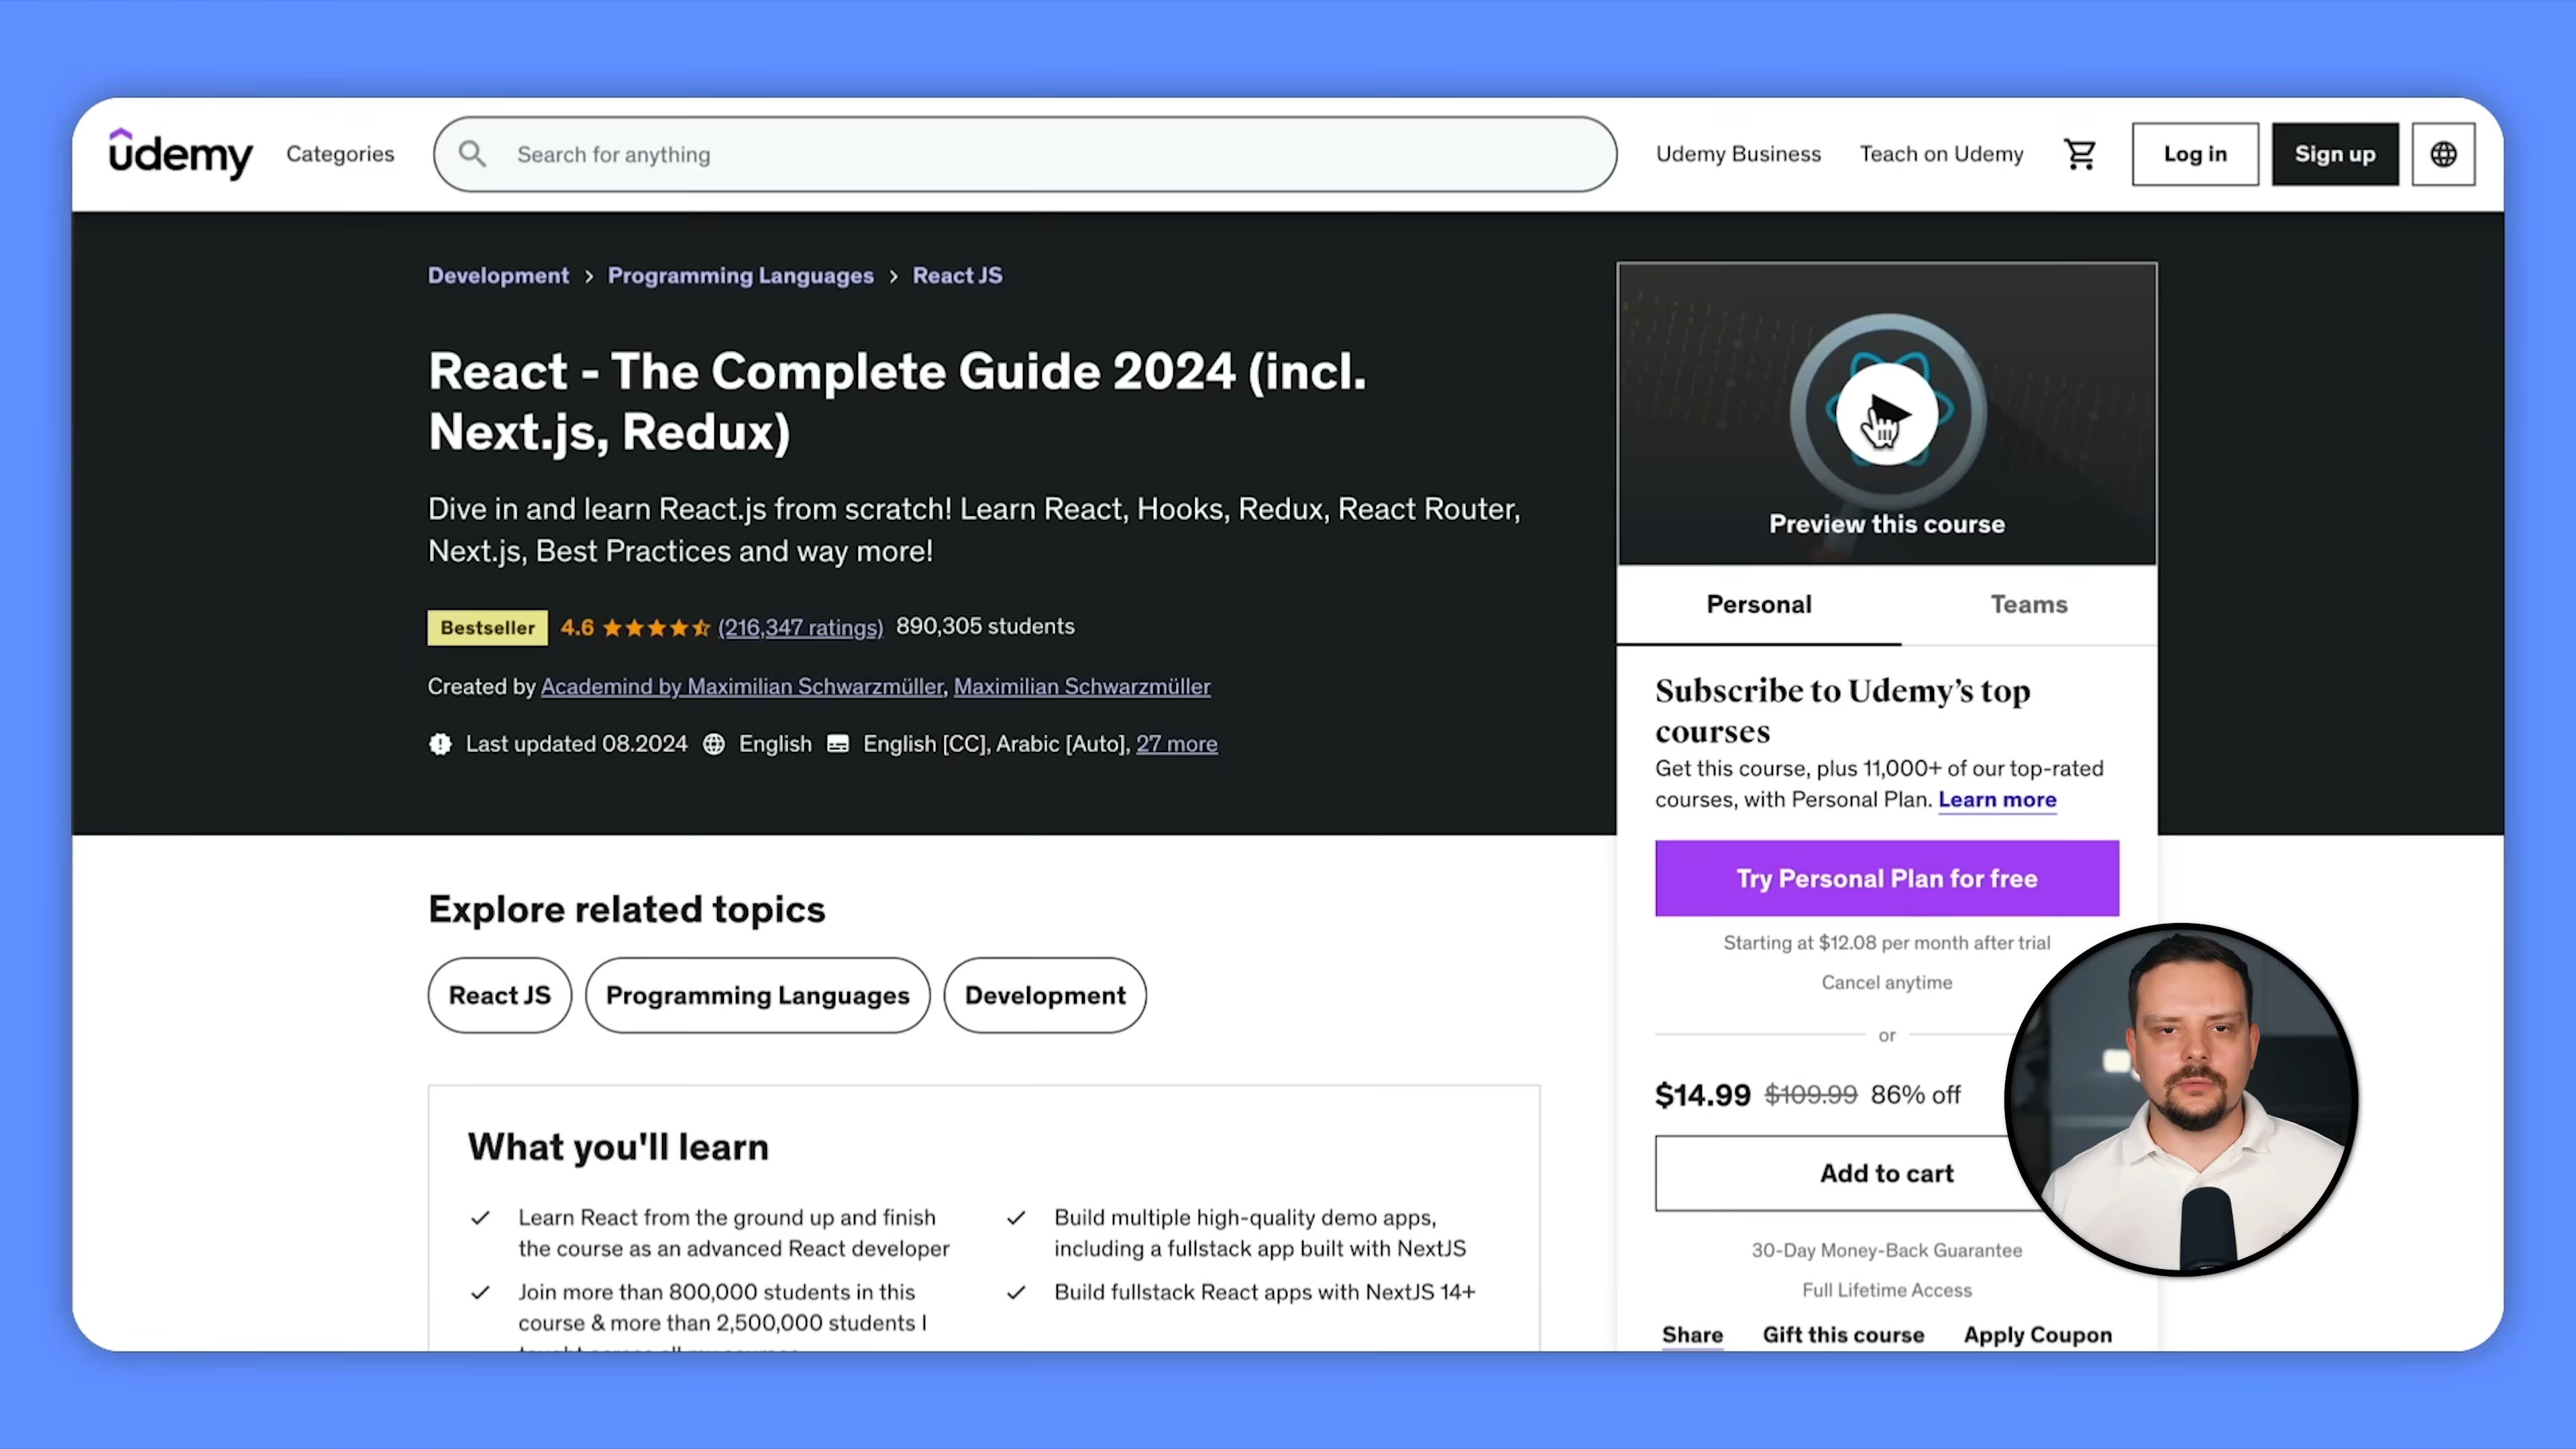 udemy
Categories
Search for anything
Udemy Business
Teach on Udemy
Log in
Sign up
Development > Programming Languages > React JS
React - The Complete Guide 2024 (incl.
Next.js, Redux)
Dive in and learn React.js from scratch! Learn React, Hooks, Redux, React Router,
Next.js, Best Practices and way more!
Bestseller 4.6 (216,347 ratings) 890,305 students
Created by Academind by Maximilian Schwarzmüller, Maximilian Schwarzmüller
Last updated 08.2024 English English [CC], Arabic [Auto], 27 more
Preview this course
Personal
Teams
Subscribe to Udemy’s top
courses
Get this course, plus 11,000+ of our top-rated
courses, with Personal Plan. Learn more
Try Personal Plan for free
Starting at $12.08 per month after trial
Cancel anytime
or
$14.99 $109.99 86% off
Add to cart
30-Day Money-Back Guarantee
Full Lifetime Access
Share
Gift this course
Apply Coupon
Explore related topics
React JS
Programming Languages
Development
What you'll learn
Learn React from the ground up and finish
the course as an advanced React developer
Join more than 800,000 students in this
course & more than 2,500,000 students I
Build multiple high-quality demo apps,
including a fullstack app built with NextJS
Build fullstack React apps with NextJS 14+